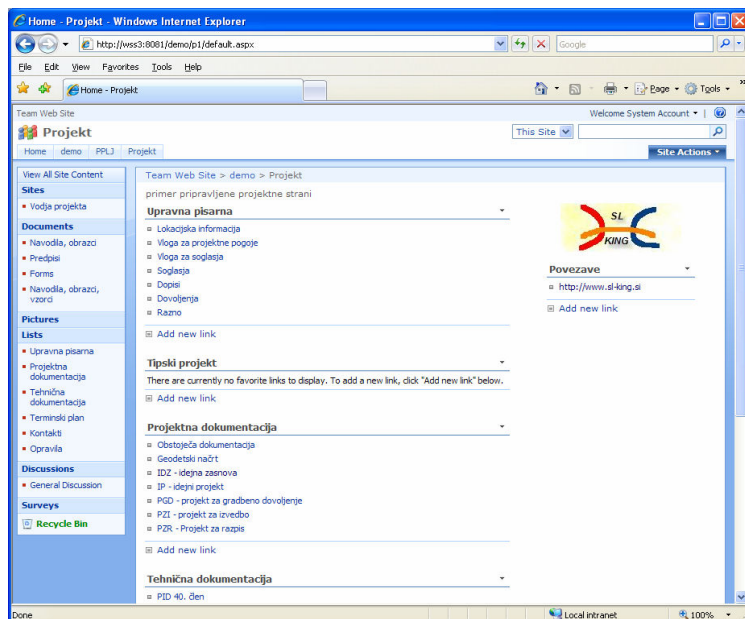 Home - Projekt - Windows Internet Explorer
http://wss3:8081/demo/p1/default.aspx
Google
File Edit View Favorites Tools Help
Home - Projekt
Page Tools
Team Web Site
Welcome System Account
Projekt
This Site
Home demo PPLJ Projekt
Site Actions
View All Site Content
Sites
Vodja projekta
Documents
Navodila, obrazci
Predpisi
Forms
Navodila, obrazci,
vzorci
Pictures
Lists
Upravna pisarna
Projektna
dokumentacija
Tehnična
dokumentacija
Terminski plan
Kontakti
Opravila
Discussions
General Discussion
Surveys
Recycle Bin
Team Web Site > demo > Projekt
primer pripravljene projektne strani
Upravna pisarna
Lokacijska informacija
Vloga za projektne pogoje
Vloga za soglasja
Soglasja
Dopisi
Dovoljenja
Razno
Add new link
Tipski projekt
There are currently no favorite links to display. To add a new link, click "Add new link" below.
Add new link
Projektna dokumentacija
Obstoječa dokumentacija
Geodetski načrt
IDZ - idejna zasnova
IP - idejni projekt
PGD - projekt za gradbeno dovoljenje
PZI - projekt za izvedbo
PZR - Projekt za razpis
Add new link
Tehnična dokumentacija
PID 40. člen
SL
KING
Povezave
http://www.sl-king.si
Add new link
Done
Local intranet
100%